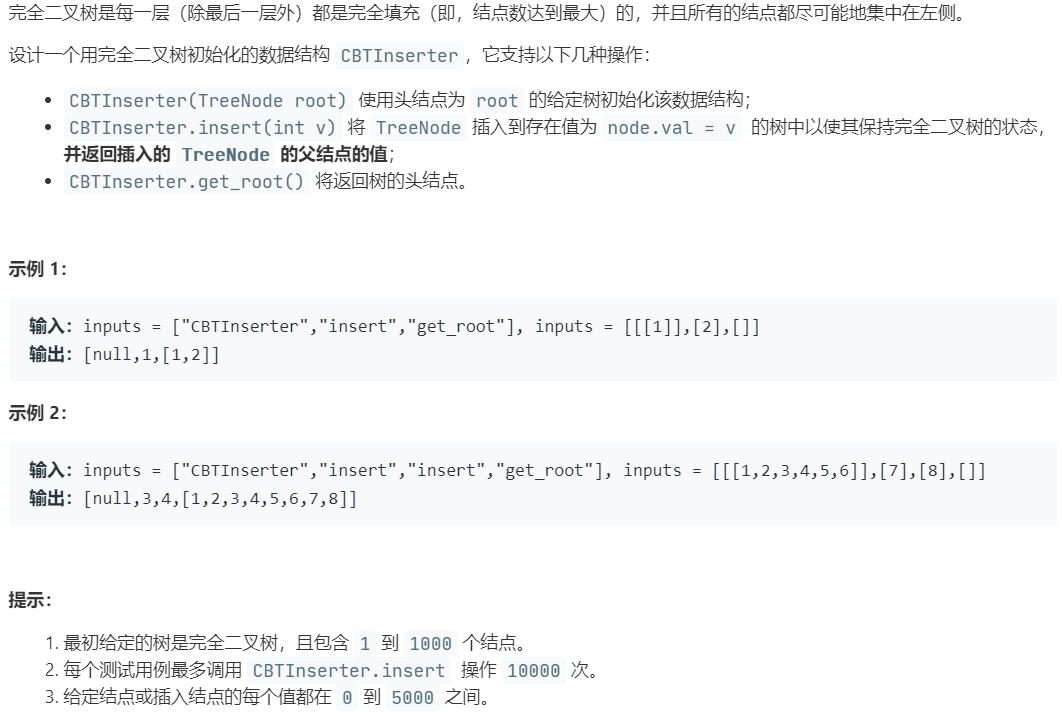 完全二叉树是每一层（除最后一层外）都是完全填充（即，结点数达到最大）的，并且所有的结点都尽可能地集中在左侧。
设计一个用完全二叉树初始化的数据结构 CBTInserter，它支持以下几种操作：
• CBTInserter(TreeNode root) 使用头结点为 root 的给定树初始化该数据结构；
• CBTInserter.insert(int v) 将 TreeNode 插入到存在值为 node.val = v 的树中以使其保持完全二叉树的状态，
并返回插入的 TreeNode 的父结点的值；
• CBTInserter.get_root() 将返回树的头结点。
示例 1：
输入：inputs = ["CBTInserter","insert","get_root"], inputs = [[[1]],[2],[]]
输出：[null,1,[1,2]]
示例 2：
输入：inputs = ["CBTInserter","insert","insert","get_root"], inputs = [[[1,2,3,4,5,6]],[7],[8],[]]
输出：[null,3,4,[1,2,3,4,5,6,7,8]]
提示：
1. 最初给定的树是完全二叉树，且包含 1 到 1000 个结点。
2. 每个测试用例最多调用 CBTInserter.insert 操作 10000 次。
3. 给定结点或插入结点的每个值都在 0 到 5000 之间。